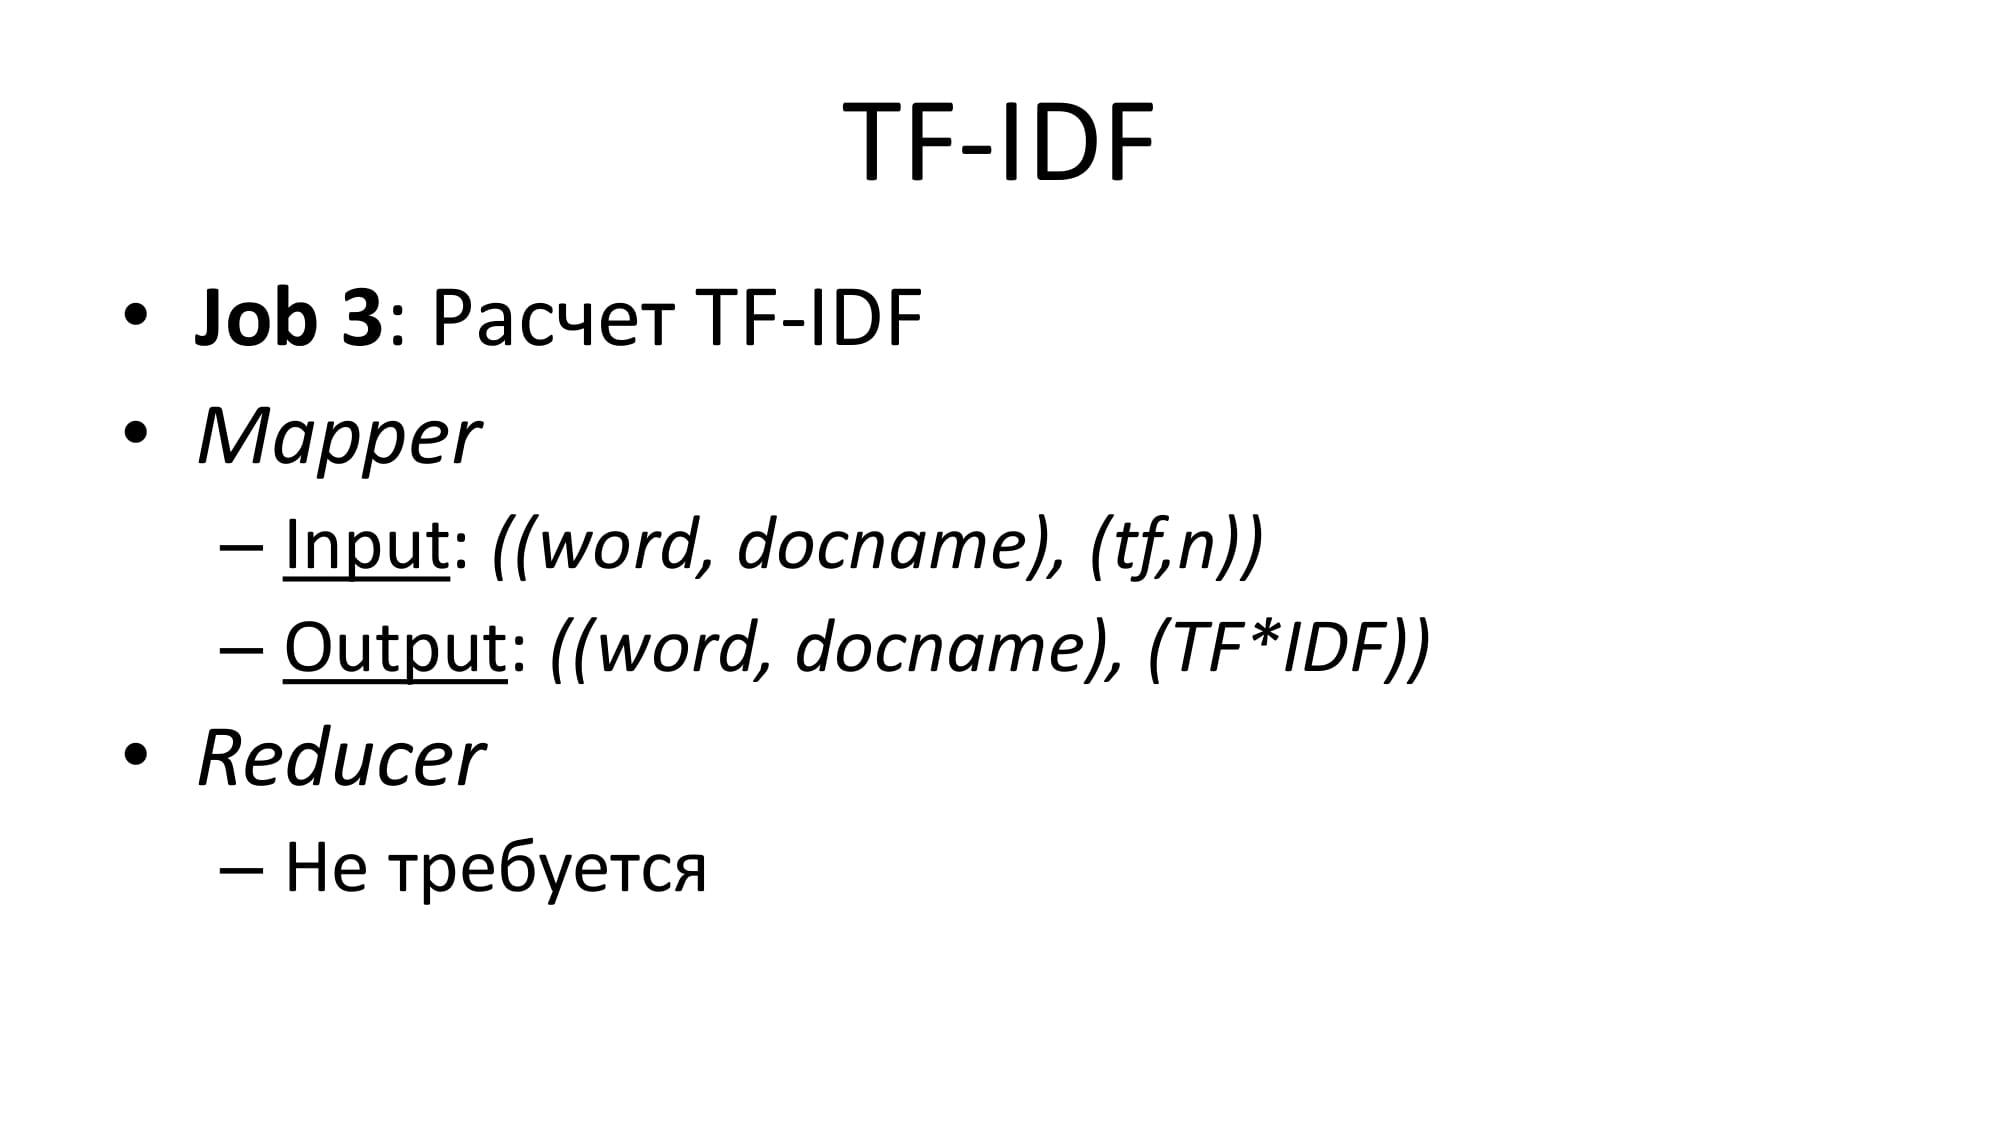 TF-IDF
• Job 3: Расчет TF-IDF
• Mapper
– Input: ((word, docname), (tf,n))
– Output: ((word, docname), (TF*IDF))
• Reducer
– Не требуется